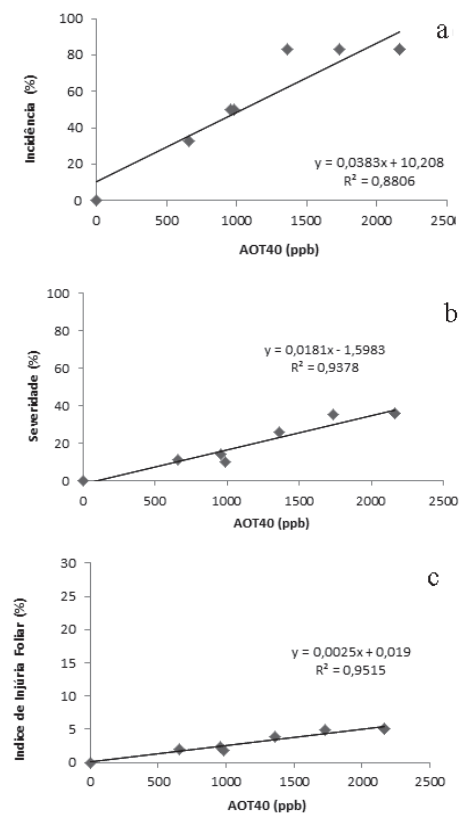 a
100
80
60
40
20
0
Incidência (%)
y = 0,0383x + 10,208
R² = 0,8806
0 500 1000 1500 2000 2500
AOT40 (ppb)
b
100
80
60
40
20
0
Severidade (%)
y = 0,0181x - 1,5983
R² = 0,9378
0 500 1000 1500 2000 2500
AOT40 (ppb)
c
30
25
20
15
10
5
0
Indice de Injúria Foliar (%)
y = 0,0025x + 0,019
R² = 0,9515
0 500 1000 1500 2000 2500
AOT40 (ppb)